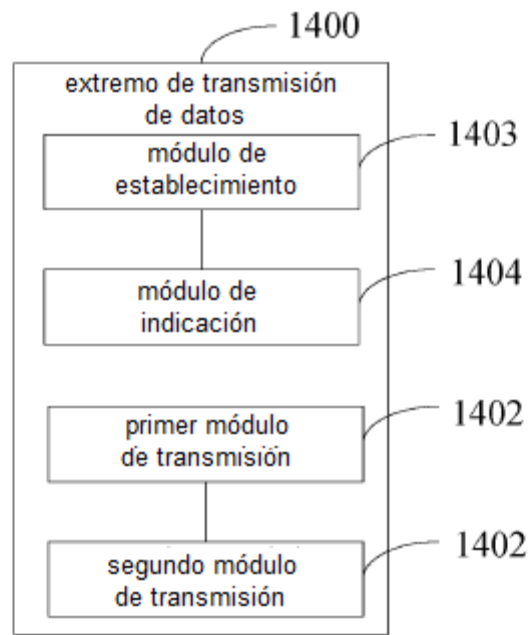 1400
extremo de transmisión
de datos
módulo de
establecimiento
1403
módulo de
indicación
1404
primer módulo
de transmisión
1402
segundo módulo
de transmisión
1402